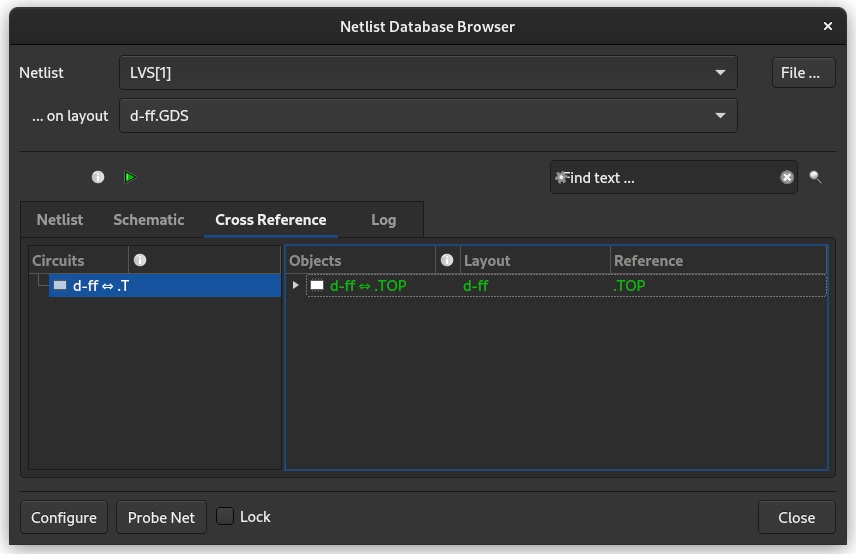 Netlist Database Browser ×
Netlist LVS[1] File ...
... on layout d-ff.GDS
Find text ...
Netlist Schematic Cross Reference Log
Circuits Objects Layout Reference
d-ff ⇔ .T d-ff ⇔ .TOP d-ff .TOP
Configure Probe Net Lock Close